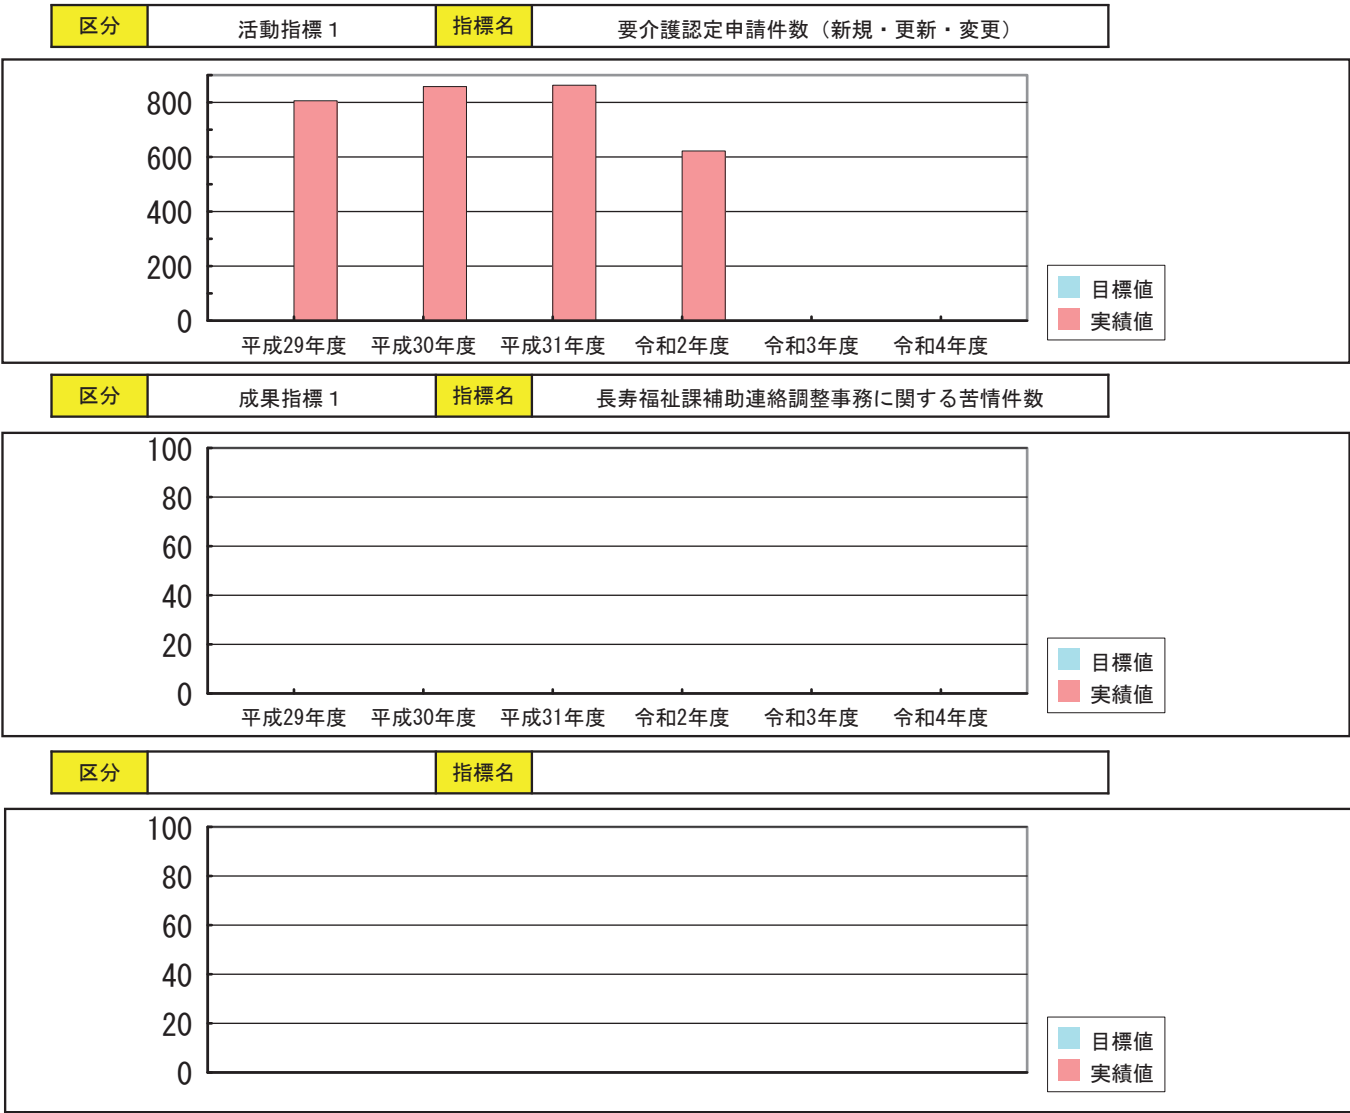 区分 活動指標１ 指標名 要介護認定申請件数（新規・更新・変更）
800
600
400
200
0
平成29年度 平成30年度 平成31年度 令和2年度 令和3年度 令和4年度
目標値
実績値
区分 成果指標１ 指標名 長寿福祉課補助連絡調整事務に関する苦情件数
100
80
60
40
20
0
平成29年度 平成30年度 平成31年度 令和2年度 令和3年度 令和4年度
目標値
実績値
区分 指標名
100
80
60
40
20
0
目標値
実績値